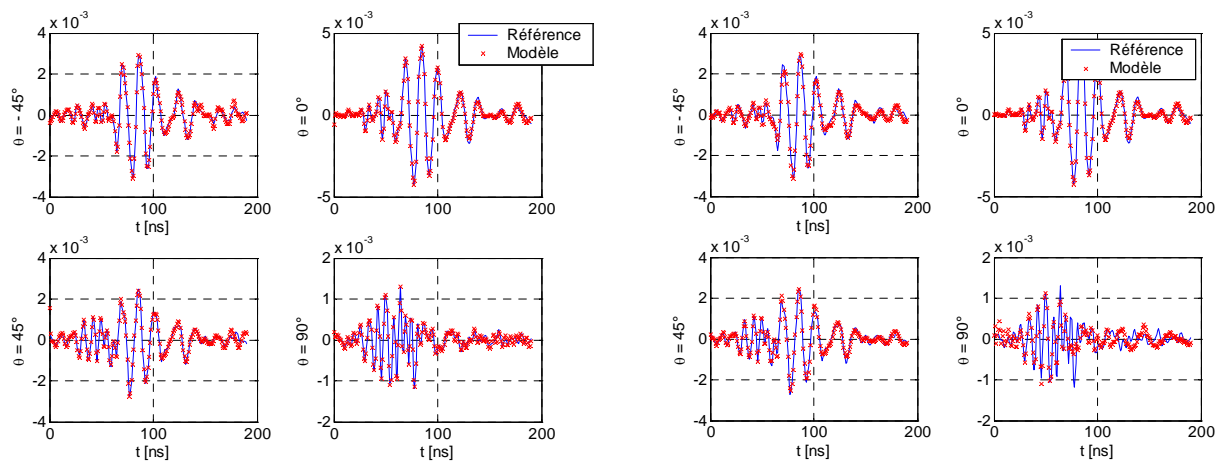 x 10-3
4
2
0
-2
-4
0
100
200
t [ns]
θ = - 45°
x 10-3
5
0
-5
0
100
200
t [ns]
θ = 0°
Référence
Modèle
x 10-3
4
2
0
-2
-4
0
100
200
t [ns]
θ = - 45°
x 10-3
5
0
-5
0
100
200
t [ns]
θ = 0°
Référence
Modèle
x 10-3
4
2
0
-2
-4
0
100
200
t [ns]
θ = 45°
x 10-3
2
1
0
-1
-2
0
100
200
t [ns]
θ = 90°
x 10-3
4
2
0
-2
-4
0
100
200
t [ns]
θ = 45°
x 10-3
2
1
0
-1
-2
0
100
200
t [ns]
θ = 90°